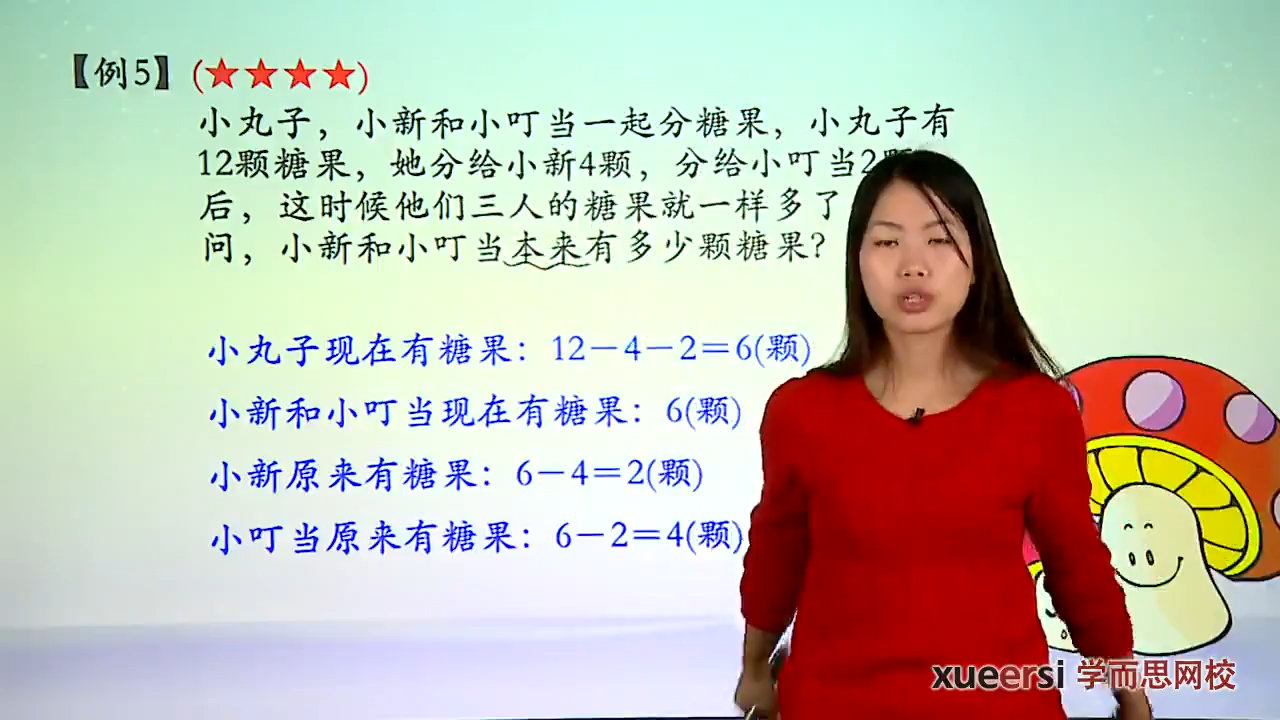 【例5】(★★★★)
小丸子，小新和小叮当一起分糖果，小丸子有
12颗糖果，她分给小新4颗，分给小叮当2
后，这时候他们三人的糖果就一样多了
问，小新和小叮当本来有多少颗糖果？
小丸子现在有糖果：12－4－2＝6(颗)
小新和小叮当现在有糖果：6(颗)
小新原来有糖果：6－4＝2(颗)
小叮当原来有糖果：6－2＝4(颗)
xueersi 学而思网校